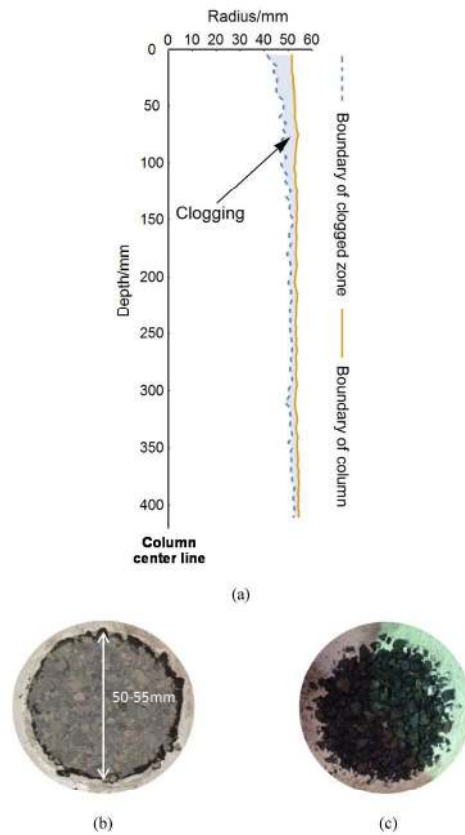 Radius/mm
0 10 20 30 40 50 60
0
50
100
150
200
250
300
350
400
Depth/mm
Clogging
Boundary of clogged zone
Boundary of column
Column
center line
(a)
50-55mm
(b)
(c)